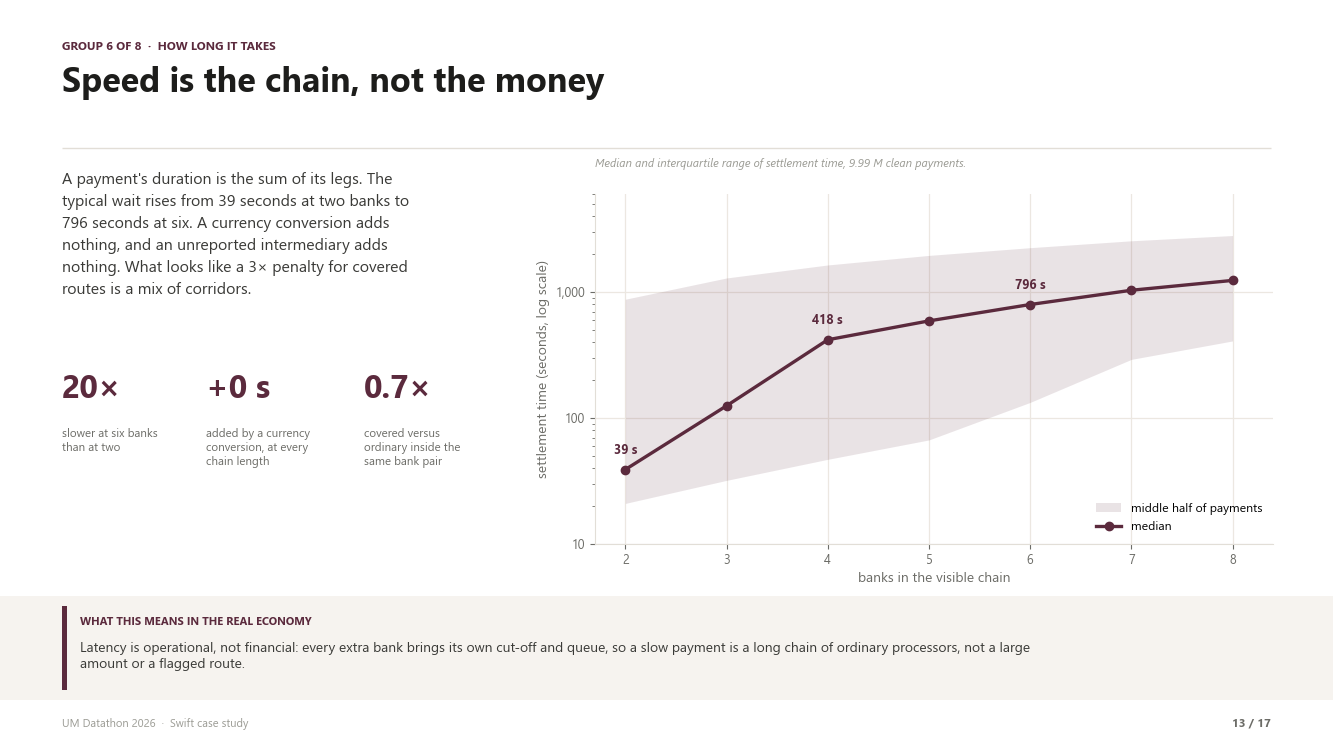 GROUP 6 OF 8 · HOW LONG IT TAKES
Speed is the chain, not the money
A payment's duration is the sum of its legs. The
typical wait rises from 39 seconds at two banks to
796 seconds at six. A currency conversion adds
nothing, and an unreported intermediary adds
nothing. What looks like a 3× penalty for covered
routes is a mix of corridors.
20×
slower at six banks
than at two
+0 s
added by a currency
conversion, at every
chain length
0.7×
covered versus
ordinary inside the
same bank pair
Median and interquartile range of settlement time, 9.99 M clean payments.
settlement time (seconds, log scale)
1,000
100
10
39 s
418 s
796 s
middle half of payments
median
2 3 4 5 6 7 8
banks in the visible chain
WHAT THIS MEANS IN THE REAL ECONOMY
Latency is operational, not financial: every extra bank brings its own cut-off and queue, so a slow payment is a long chain of ordinary processors, not a large
amount or a flagged route.
UM Datathon 2026 · Swift case study
13 / 17